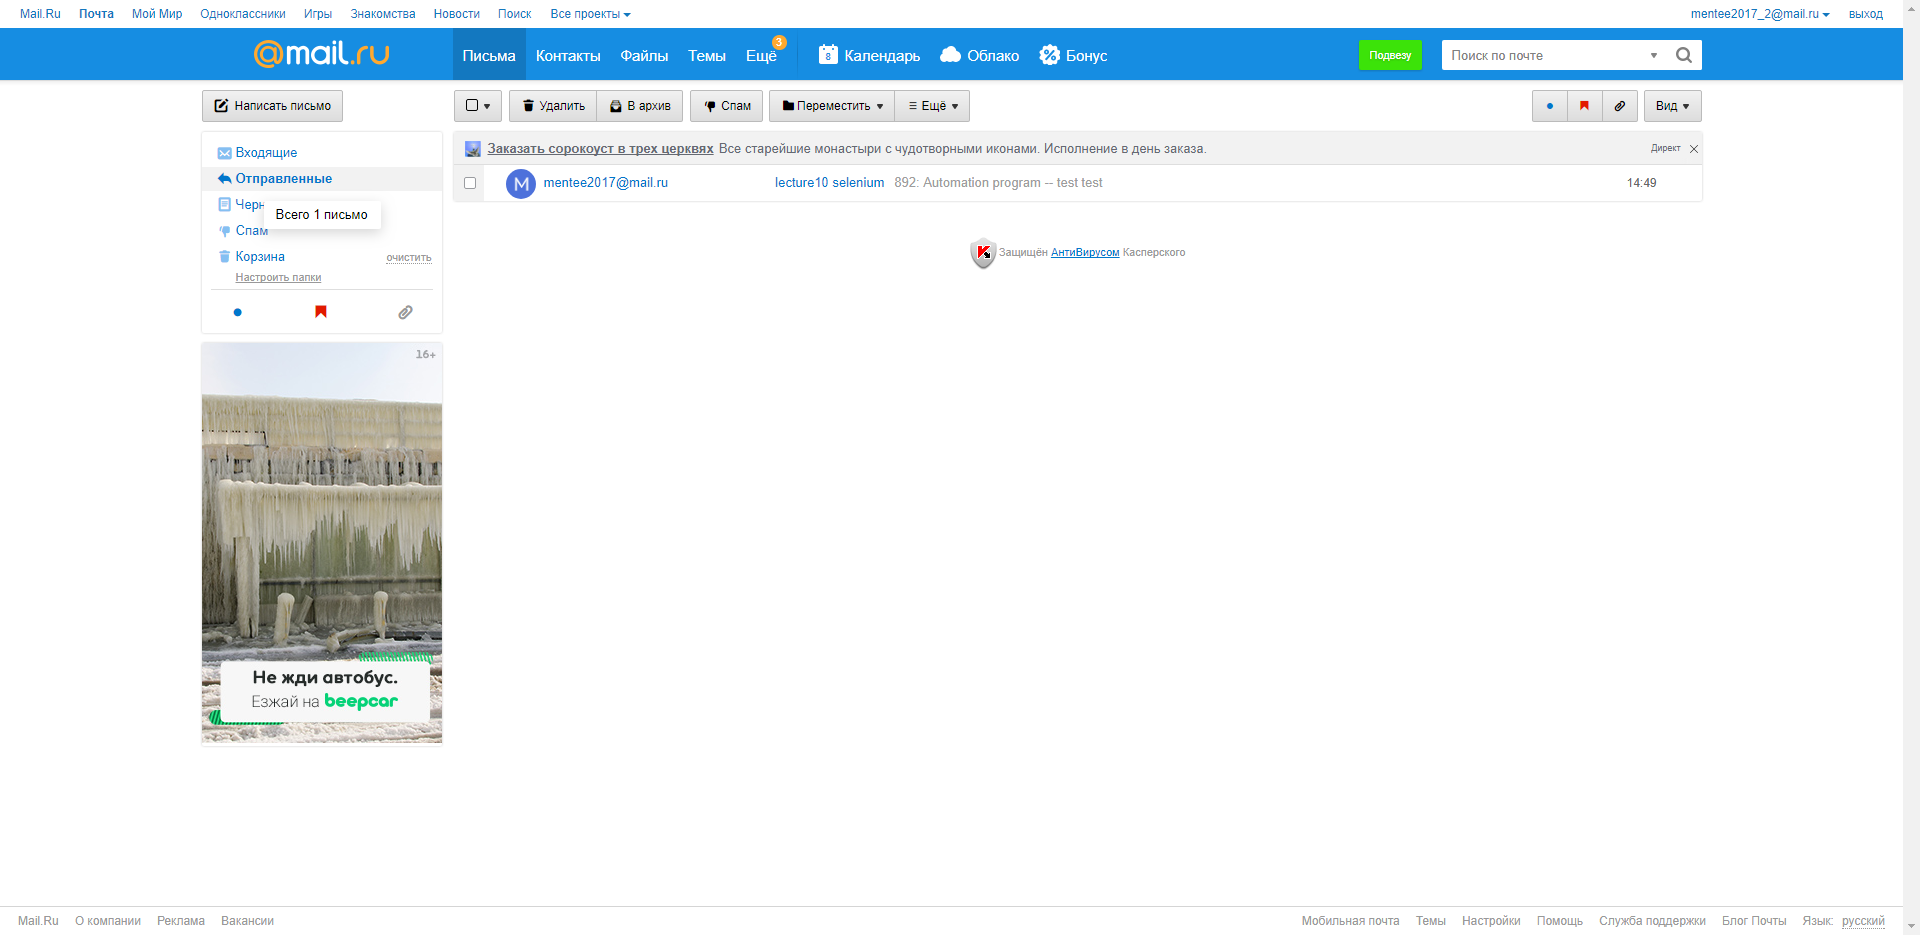 Mail.Ru Почта Мой Мир Одноклассники Игры Знакомства Новости Поиск Все проекты mentee2017_2@mail.ru выход
@mail.ru Письма Контакты Файлы Темы Ещё 3 8 Календарь Облако Бонус Подвезу Поиск по почте
Написать письмо Удалить В архив Спам Переместить Ещё Вид
Входящие
Отправленные
Черн
Всего 1 письмо
Спам
Корзина очистить
Настроить папки
Заказать сорокоуст в трех церквях Все старейшие монастыри с чудотворными иконами. Исполнение в день заказа. Директ
M mentee2017@mail.ru lecture10 selenium 892: Automation program -- test test 14:49
Защищён АнтиВирусом Касперского
16+
Не жди автобус.
Езжай на beepcar
Mail.Ru О компании Реклама Вакансии Мобильная почта Темы Настройки Помощь Служба поддержки Блог Почты Язык: русский